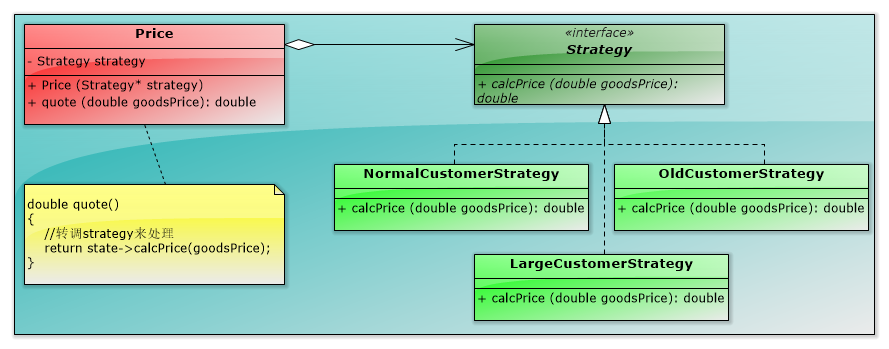 Price
- Strategy strategy
+ Price (Strategy* strategy)
+ quote (double goodsPrice): double
«interface»
Strategy
+ calcPrice (double goodsPrice):
double
NormalCustomerStrategy
+ calcPrice (double goodsPrice): double
OldCustomerStrategy
+ calcPrice (double goodsPrice): double
double quote()
{
//转调strategy来处理
return state->calcPrice(goodsPrice);
}
LargeCustomerStrategy
+ calcPrice (double goodsPrice): double